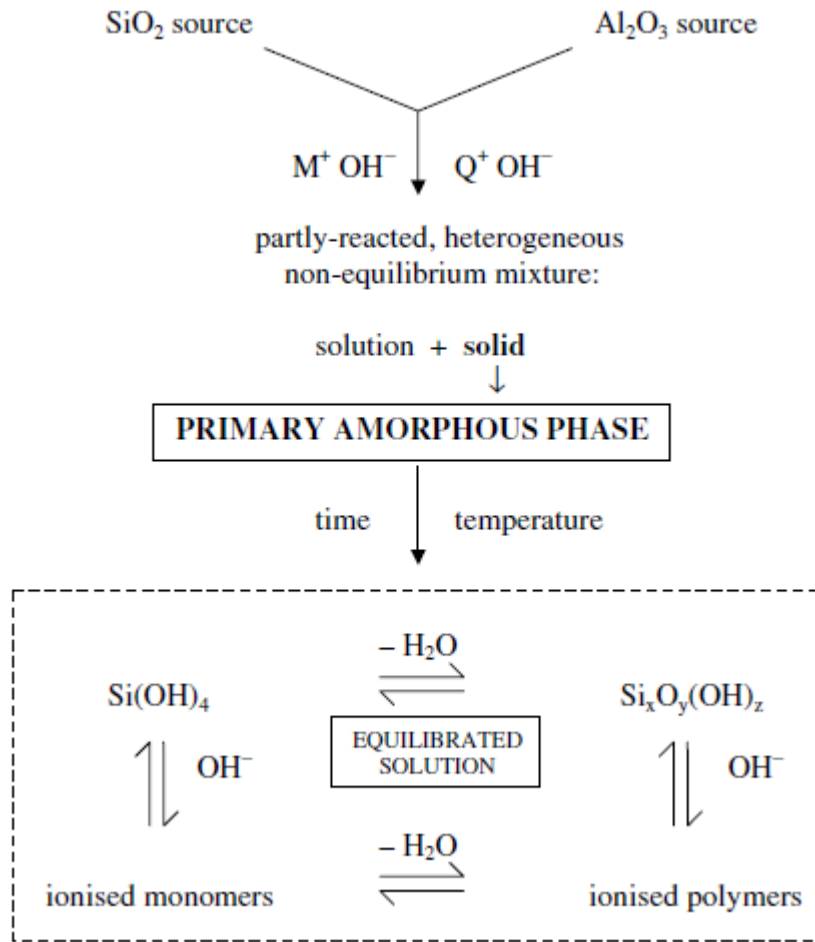 SiO₂ source Al₂O₃ source
M⁺ OH⁻ Q⁺ OH⁻
partly-reacted, heterogeneous
non-equilibrium mixture:
solution + solid
↓
PRIMARY AMORPHOUS PHASE
time temperature
– H₂O
Si(OH)₄ SiₓOᵧ(OH)z
EQUILIBRATED
SOLUTION
OH⁻ OH⁻
– H₂O
ionised monomers ionised polymers